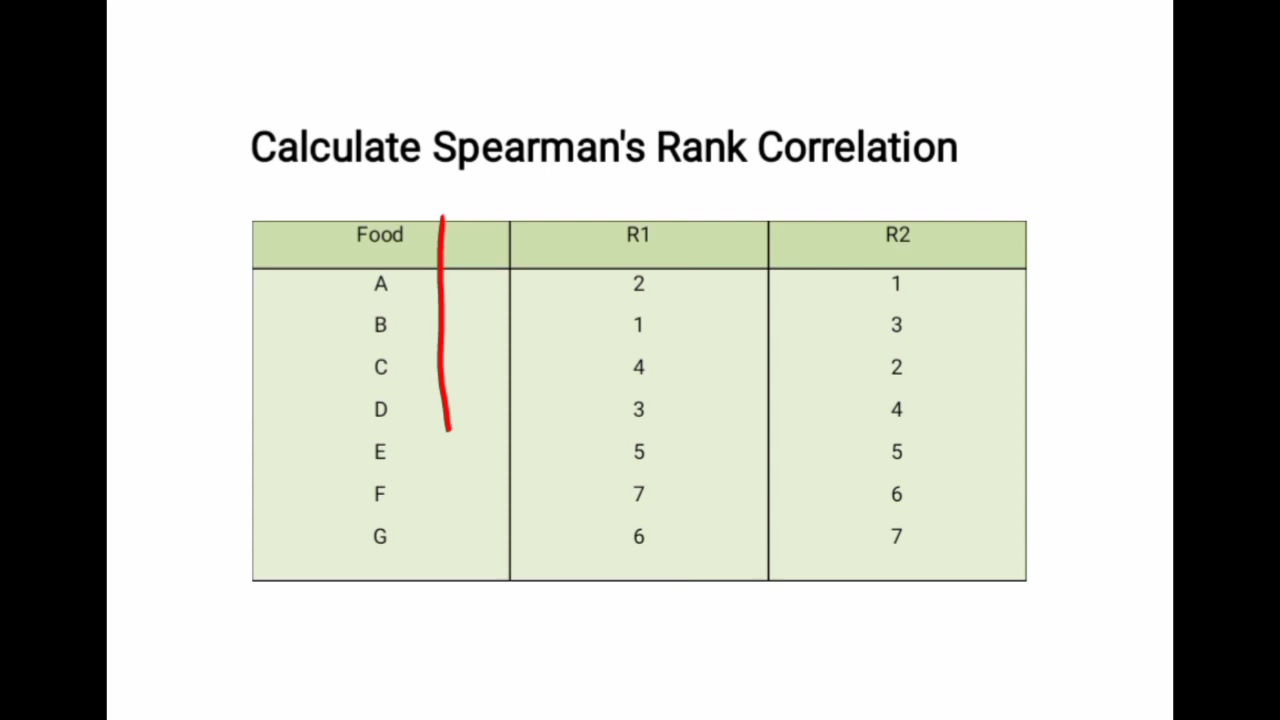 Calculate Spearman's Rank Correlation
Food R1 R2
A 2 1
B 1 3
C 4 2
D 3 4
E 5 5
F 7 6
G 6 7